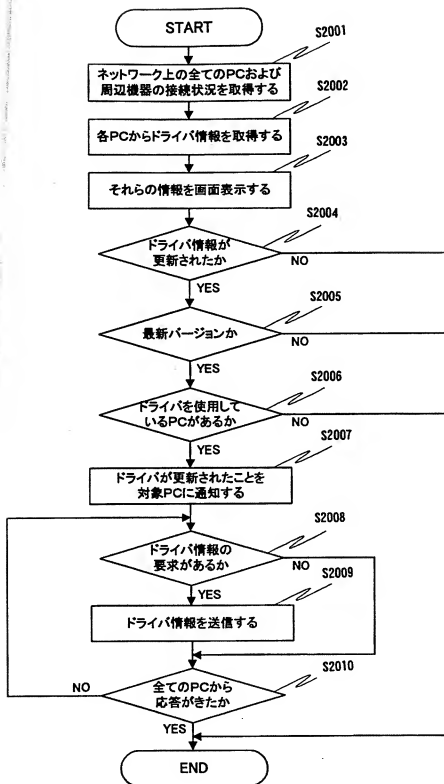 START
S2001
ネットワーク上の全てのPCおよび
周辺機器の接続状況を取得する
S2002
各PCからドライバ情報を取得する
S2003
それらの情報を画面表示する
S2004
ドライバ情報が
更新されたか
NO
YES
S2005
最新バージョンか
NO
YES
S2006
ドライバを使用して
いるPCがあるか
NO
YES
S2007
ドライバが更新されたことを
対象PCに通知する
S2008
ドライバ情報の
要求があるか
NO
YES
S2009
ドライバ情報を送信する
S2010
全てのPCから
応答がきたか
NO
YES
END